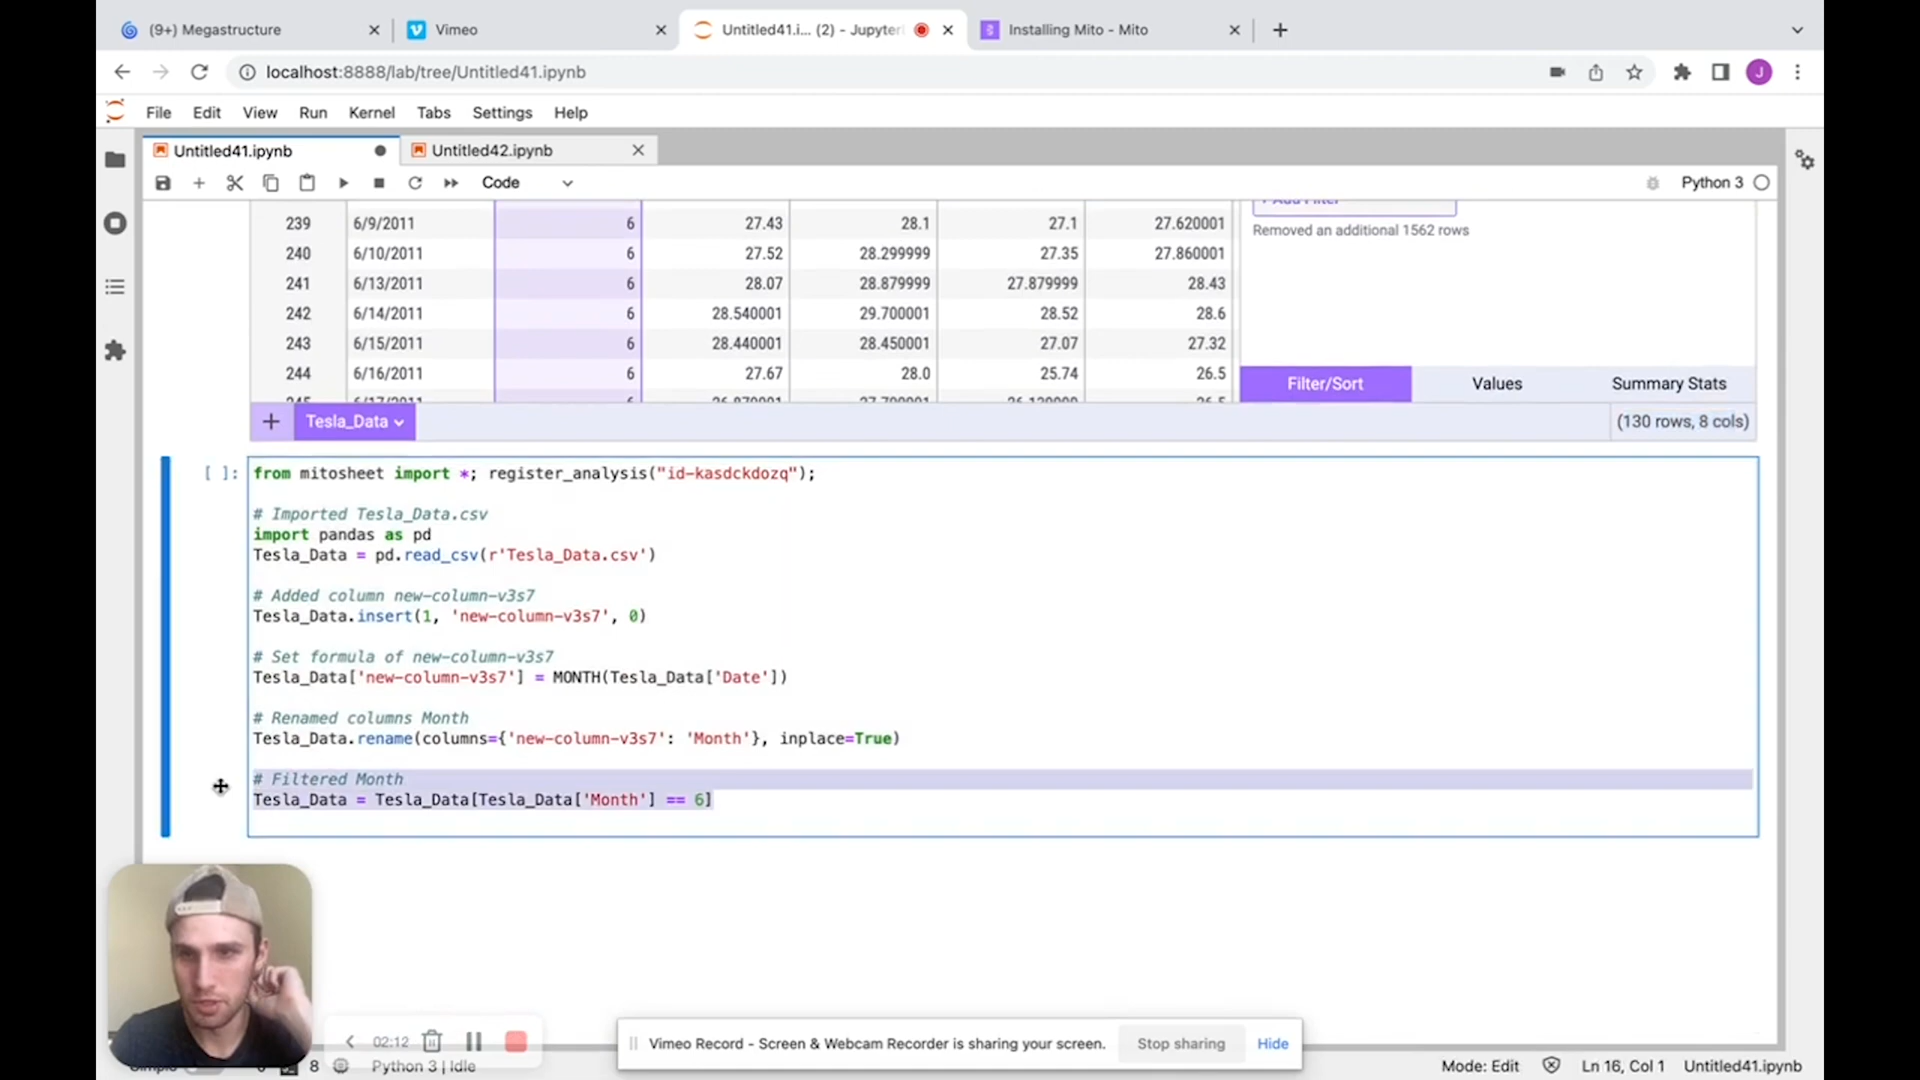 (9+) Megastructure
Vimeo
Untitled41.i... (2) - Jupyter
Installing Mito - Mito
localhost:8888/lab/tree/Untitled41.ipynb
J
File Edit View Run Kernel Tabs Settings Help
Untitled41.ipynb
Untitled42.ipynb
Code
Python 3
239 6/9/2011 6 27.43 28.1 27.1 27.620001
Removed an additional 1562 rows
240 6/10/2011 6 27.52 28.299999 27.35 27.860001
241 6/13/2011 6 28.07 28.879999 27.879999 28.43
242 6/14/2011 6 28.540001 29.700001 28.52 28.6
243 6/15/2011 6 28.440001 28.450001 27.07 27.32
244 6/16/2011 6 27.67 28.0 25.74 26.5
Filter/Sort Values Summary Stats
+ Tesla_Data
(130 rows, 8 cols)
[ ]: from mitosheet import *; register_analysis("id-kasdckdozq");
# Imported Tesla_Data.csv
import pandas as pd
Tesla_Data = pd.read_csv(r'Tesla_Data.csv')
# Added column new-column-v3s7
Tesla_Data.insert(1, 'new-column-v3s7', 0)
# Set formula of new-column-v3s7
Tesla_Data['new-column-v3s7'] = MONTH(Tesla_Data['Date'])
# Renamed columns Month
Tesla_Data.rename(columns={'new-column-v3s7': 'Month'}, inplace=True)
# Filtered Month
Tesla_Data = Tesla_Data[Tesla_Data['Month'] == 6]
02:12
Vimeo Record - Screen & Webcam Recorder is sharing your screen.
Stop sharing
Hide
8
Python 3 | Idle
Mode: Edit
Ln 16, Col 1
Untitled41.ipynb